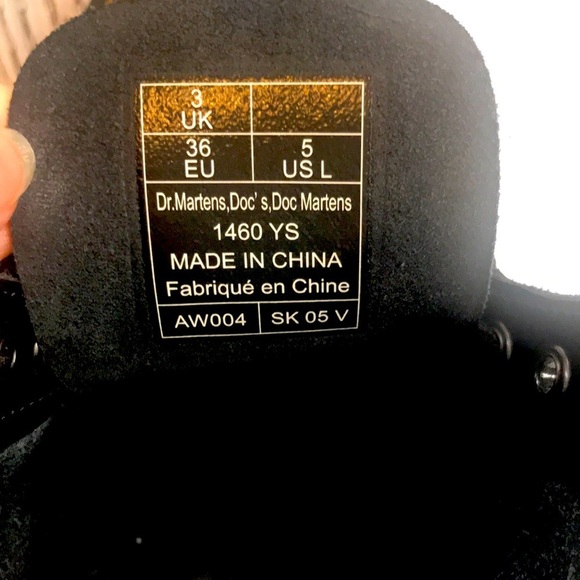 3
UK
36
EU
5
US L
Dr.Martens,Doc's,Doc Martens
1460 YS
MADE IN CHINA
Fabriqué en Chine
AW004
SK 05 V